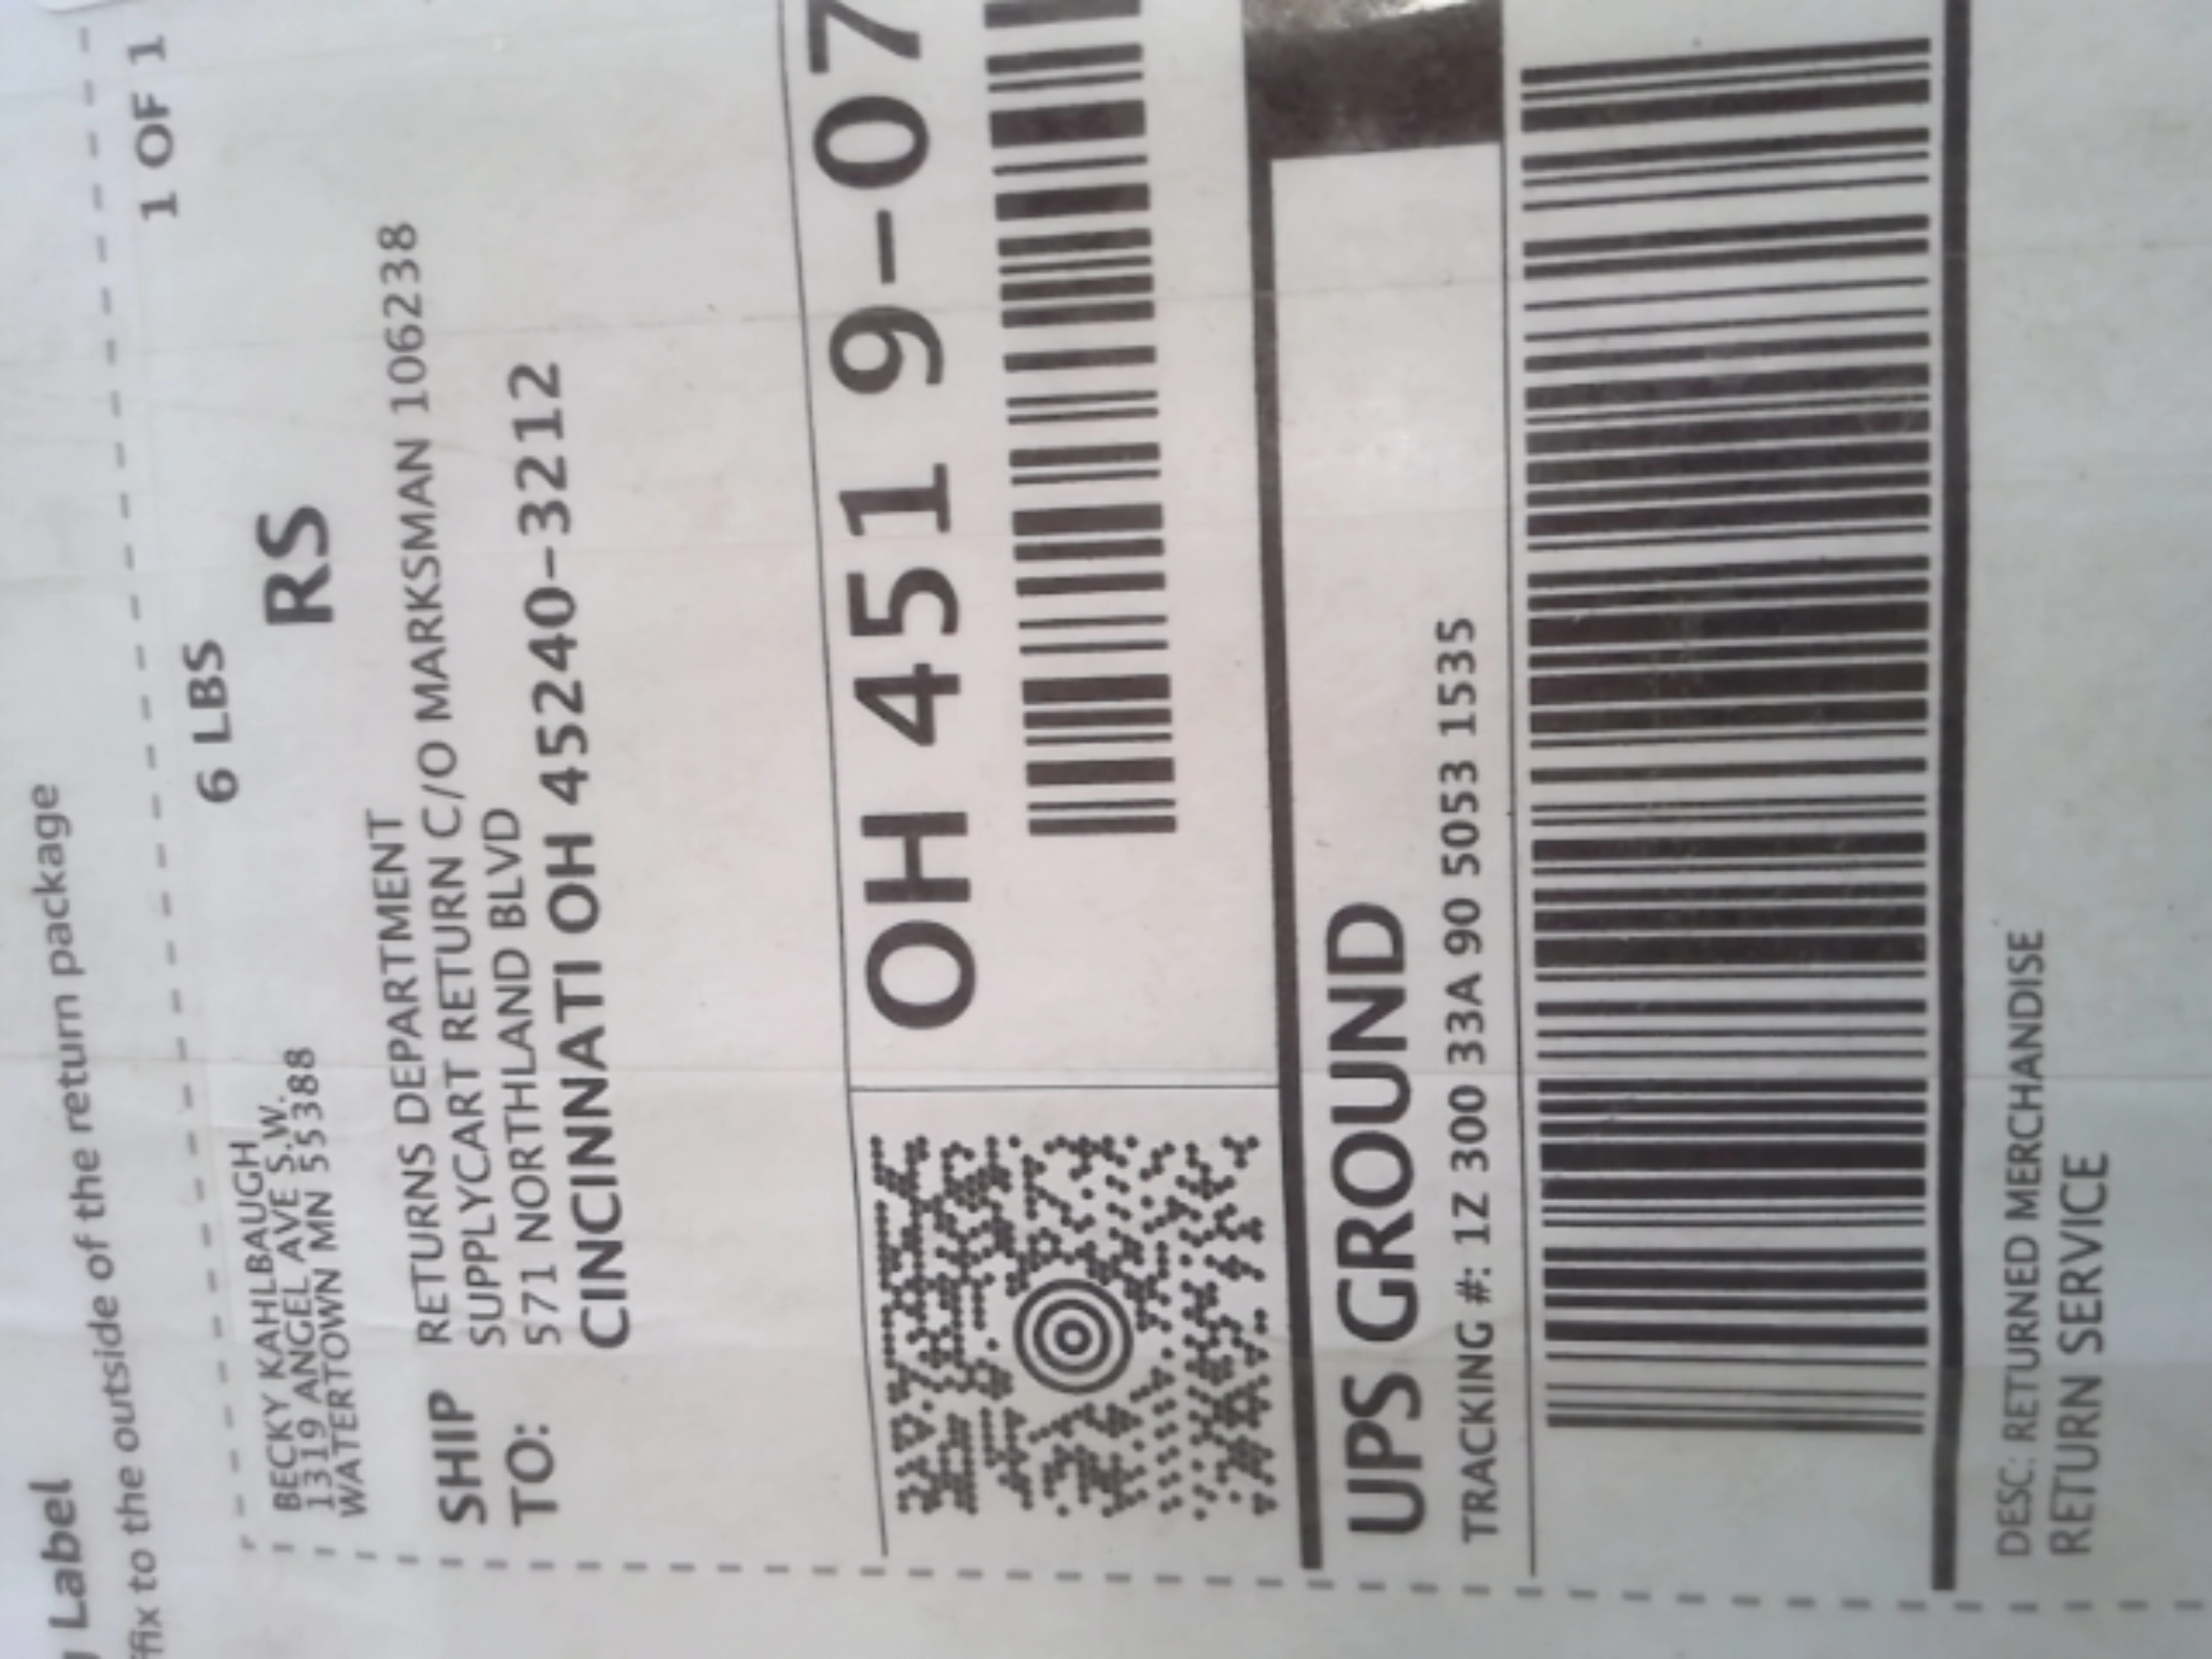 Label
ffix to the outside of the return package
6 LBS
1 OF 1
BECKY KAHLBAUGH
1319 ANGEL AVE S.W.
WATERTOWN MN 55388
RS
SHIP
TO:
RETURNS DEPARTMENT
SUPPLYCART RETURN C/O MARKSMAN 106238
571 NORTHLAND BLVD
CINCINNATI OH 45240-3212
OH 451 9-07
UPS GROUND
TRACKING #: 1Z 300 33A 90 5053 1535
DESC: RETURNED MERCHANDISE
RETURN SERVICE